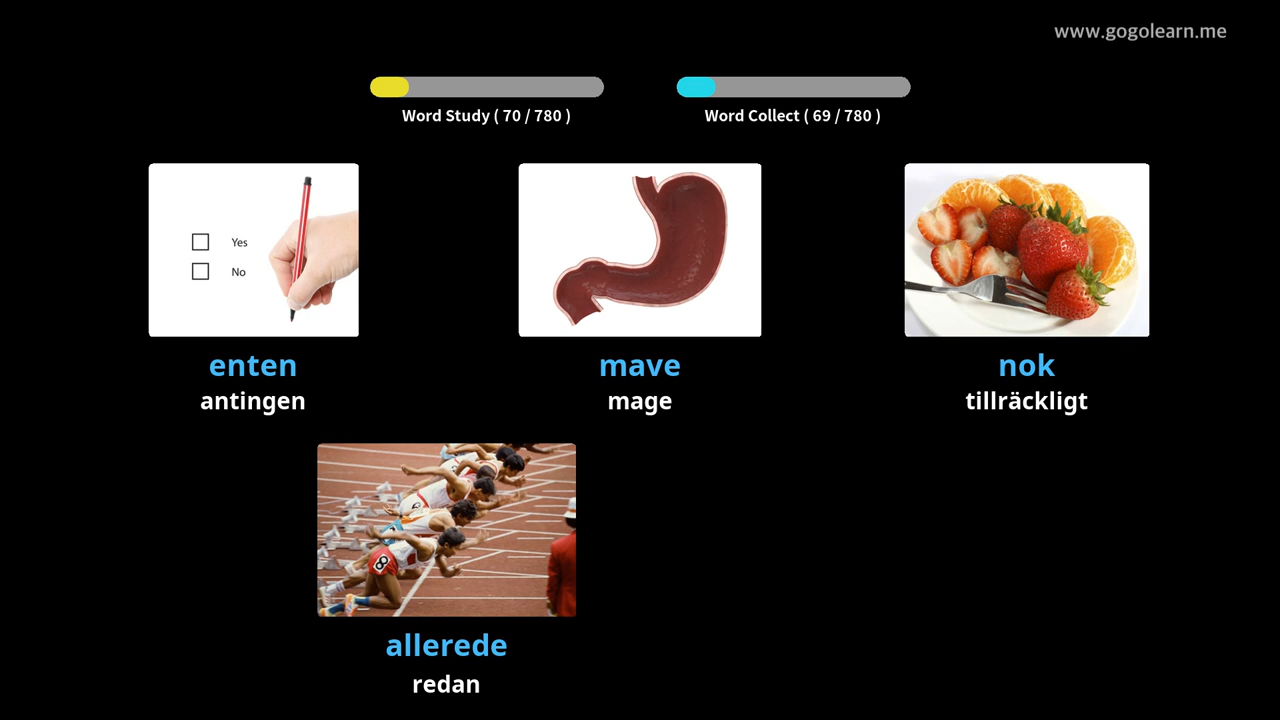 www.gogolearn.me
Word Study ( 70 / 780 )
Word Collect ( 69 / 780 )
Yes
No
enten
antingen
mave
mage
nok
tillräckligt
8
allerede
redan